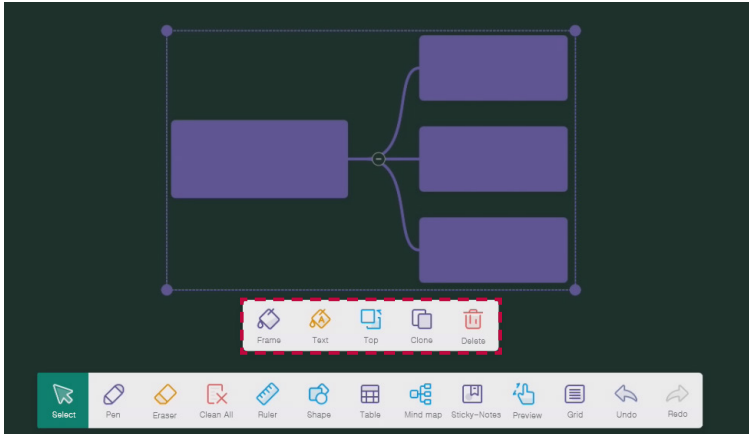 Frame Text Top Clone Delete
Select Pen Eraser Clean All Ruler Shape Table Mind map Sticky-Notes Preview Grid Undo Redo